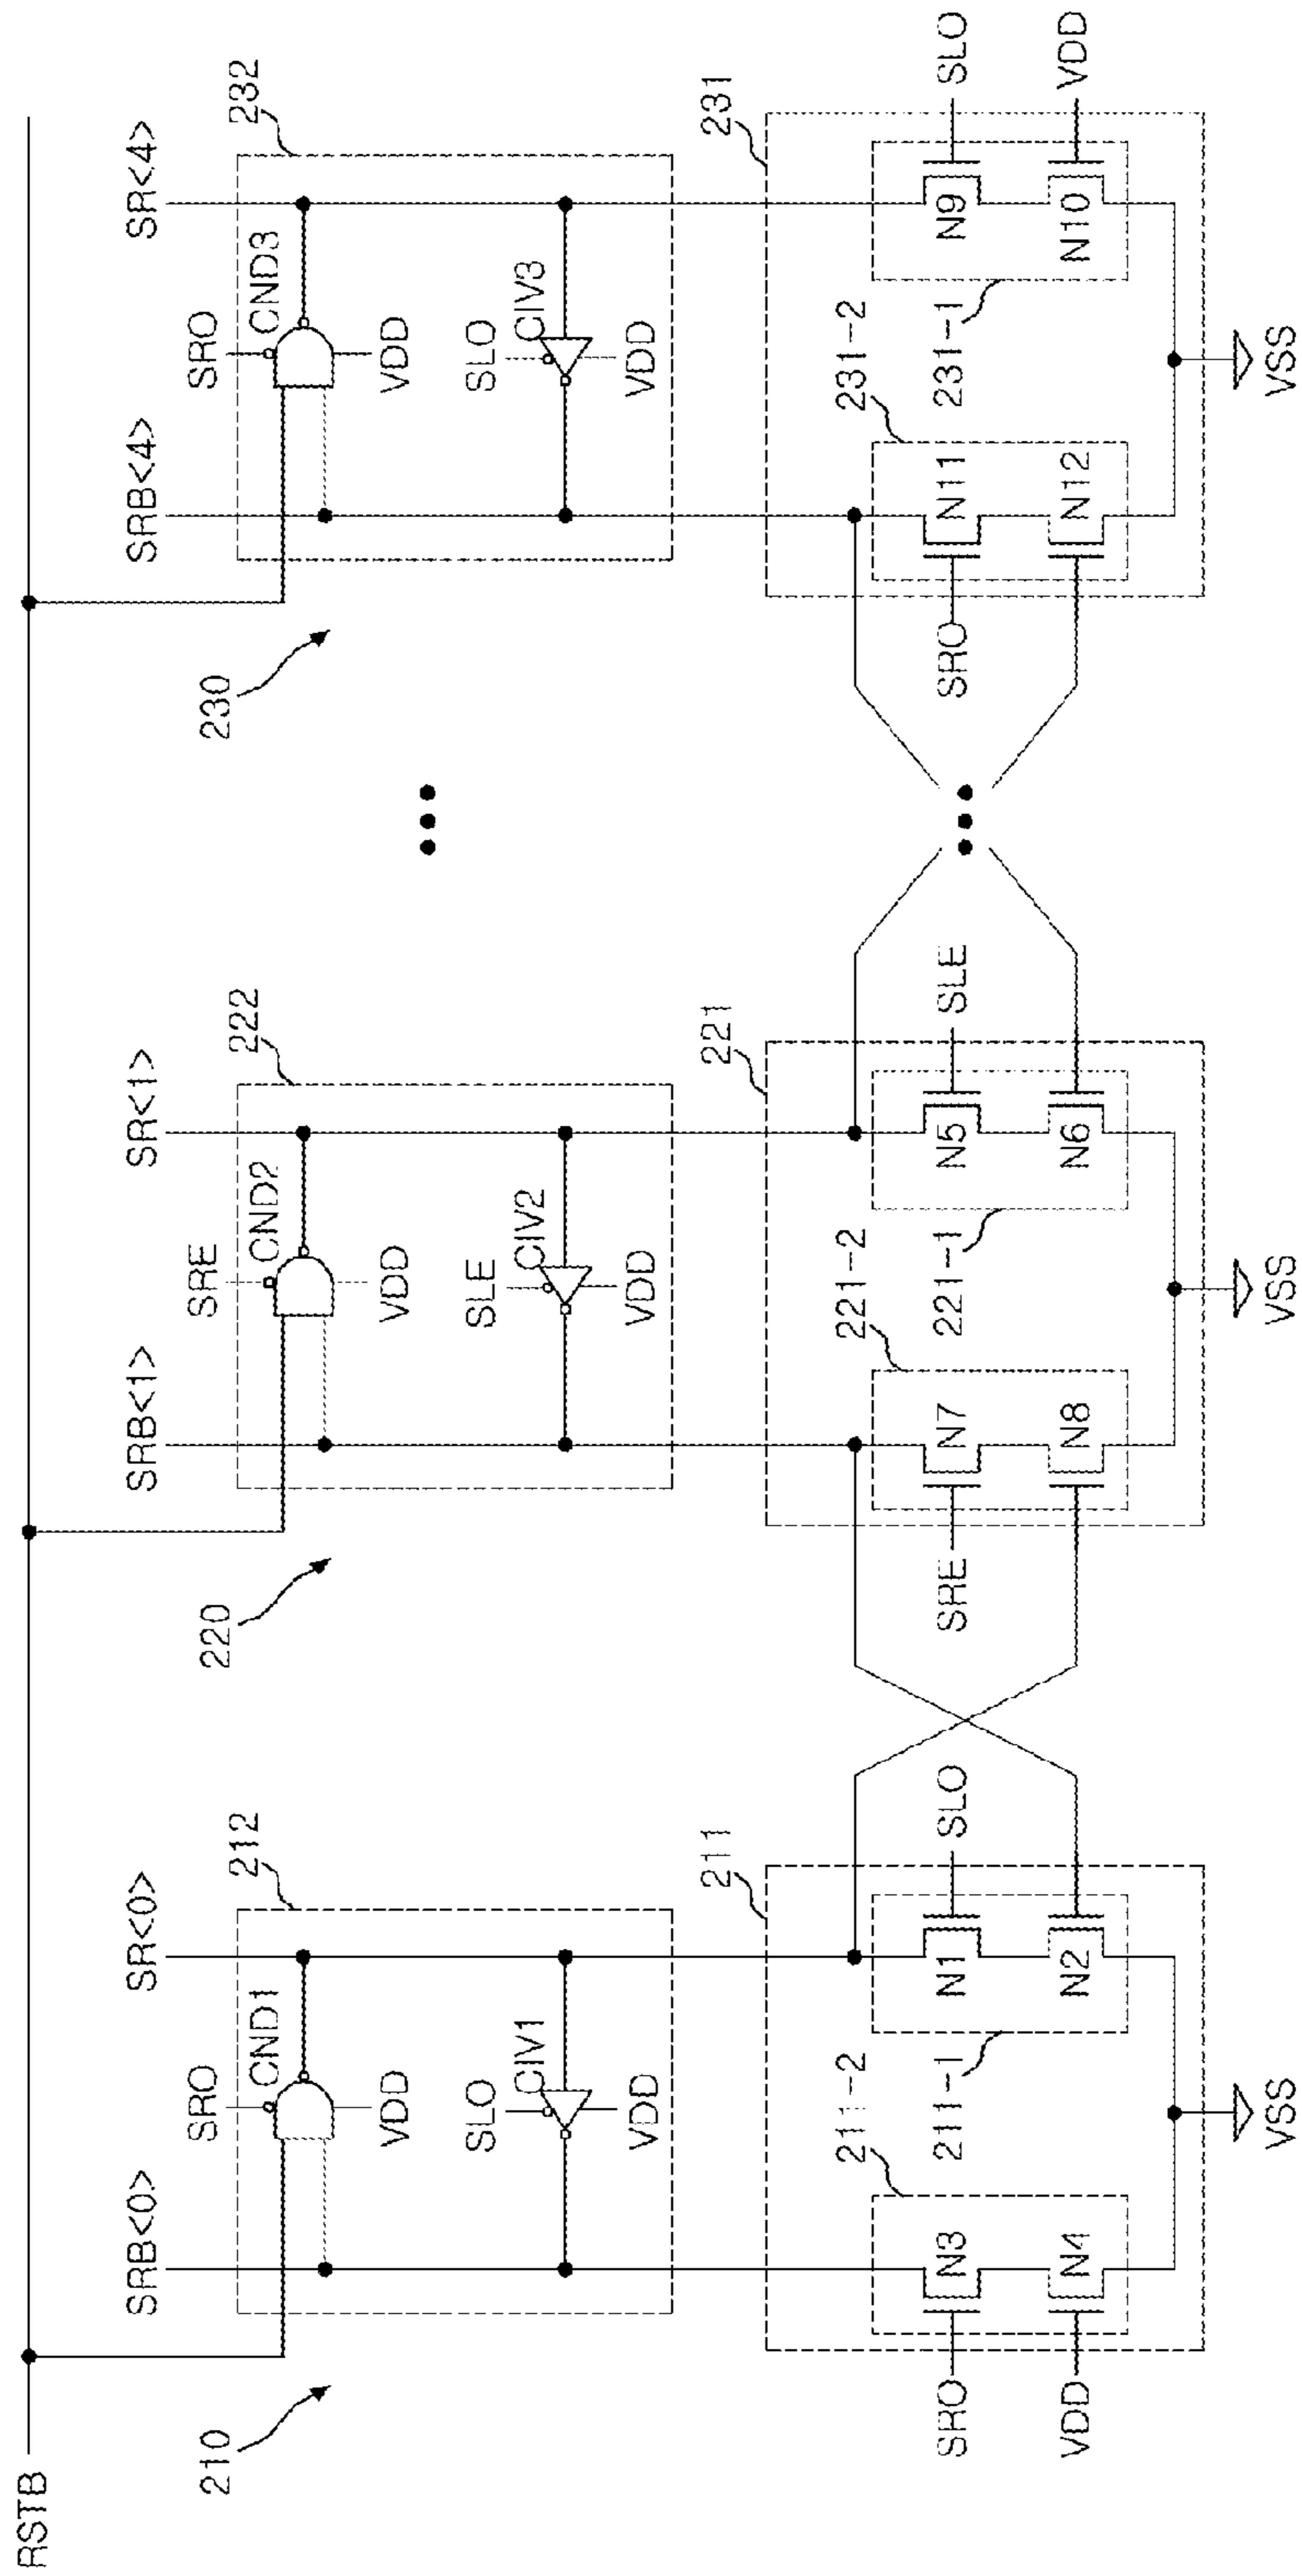 RSTB
210
SRB<0>
SR<0>
212
SRO
CND1
VDD
SLO
CIV1
VDD
211
211-2
211-1
SRO
N3
VDD
N4
N1
SLO
N2
VSS
220
SRB<1>
SR<1>
222
SRE
CND2
VDD
SLE
CIV2
VDD
221
221-2
221-1
SRE
N7
N8
N5
SLE
N6
VSS
230
SRB<4>
SR<4>
232
SRO
CND3
VDD
SLO
CIV3
VDD
231
231-2
231-1
SRO
N11
N12
N9
SLO
N10
VDD
VSS